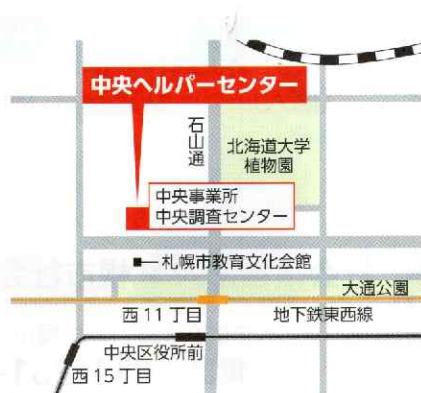 中央ヘルパーセンター
石山通
北海道大学
植物園
中央事業所
中央調査センター
札幌市教育文化会館
大通公園
西11丁目
地下鉄東西線
中央区役所前
西15丁目